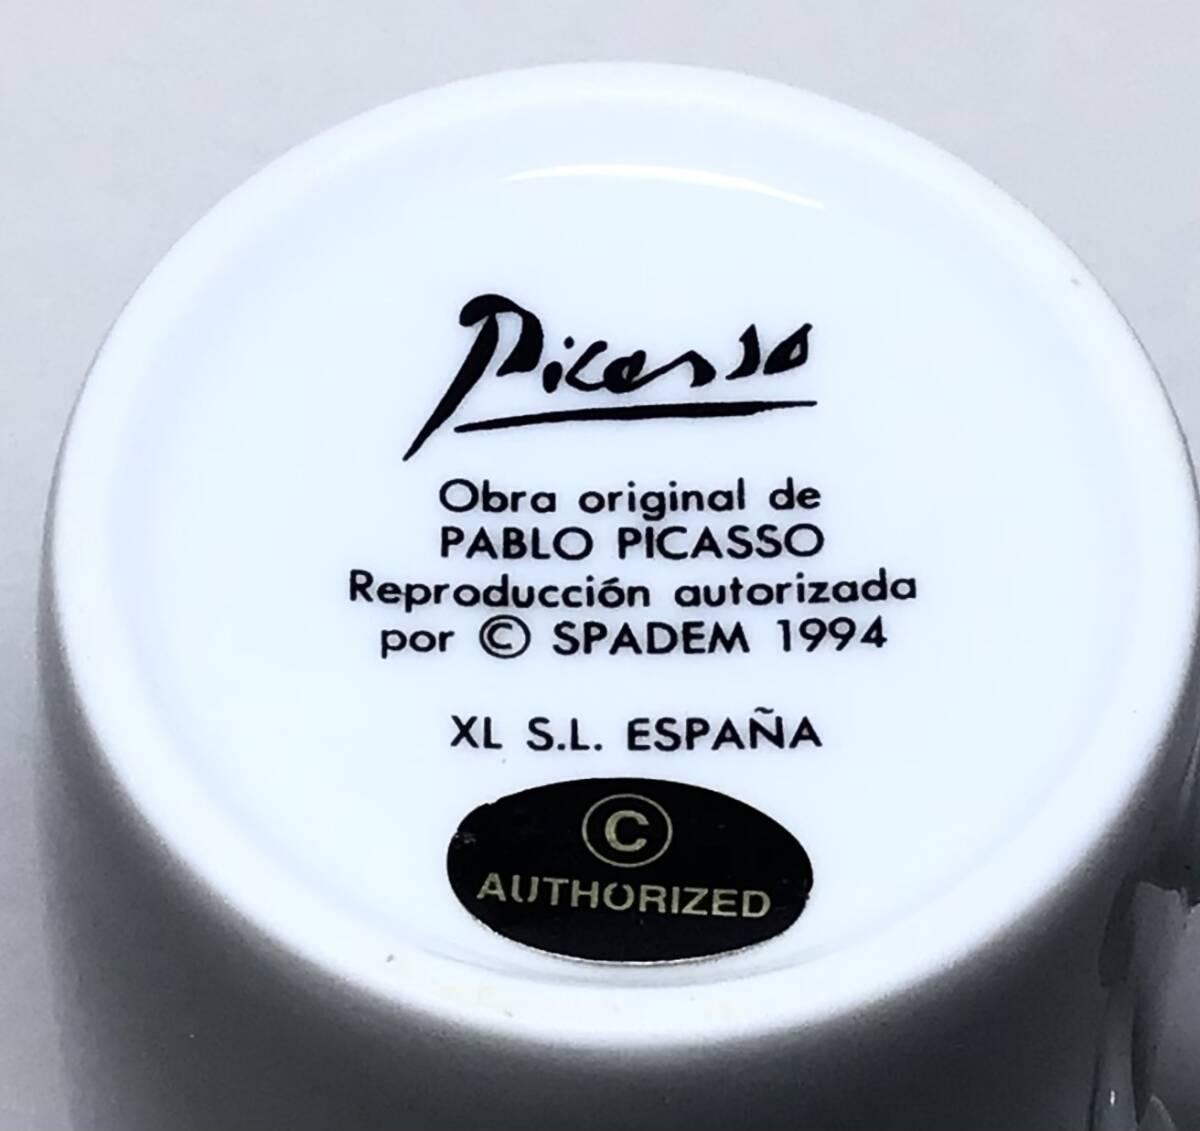 Picasso
Obra original de
PABLO PICASSO
Reproducción autorizada
por © SPADEM 1994
XL S.L. ESPAÑA
©
AUTHORIZED